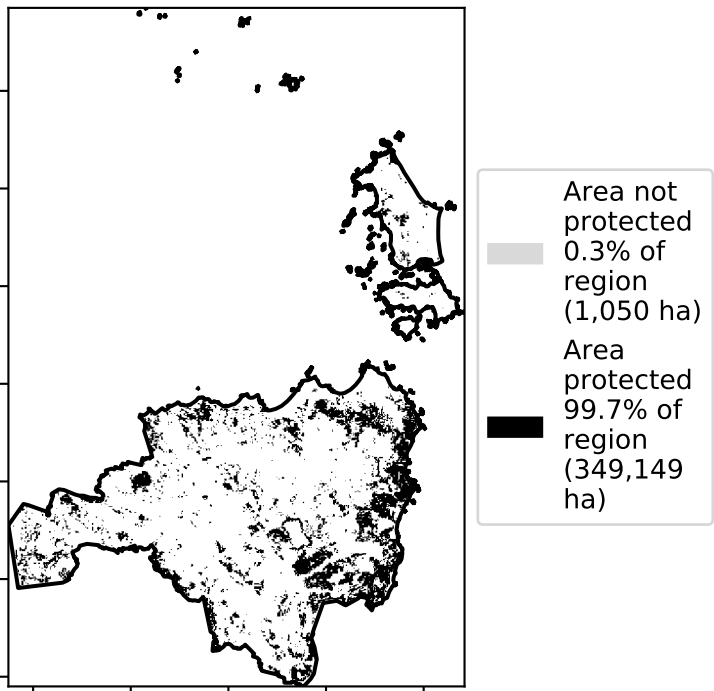 Area not
protected
0.3% of
region
(1,050 ha)
Area
protected
99.7% of
region
(349,149
ha)